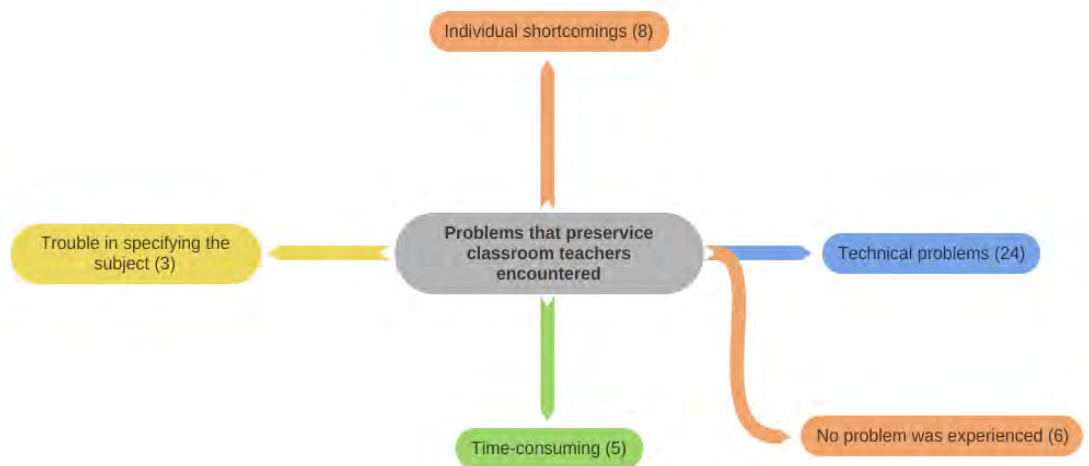 Individual shortcomings (8)
Trouble in specifying the
subject (3)
Problems that preservice
classroom teachers
encountered
Technical problems (24)
Time-consuming (5)
No problem was experienced (6)